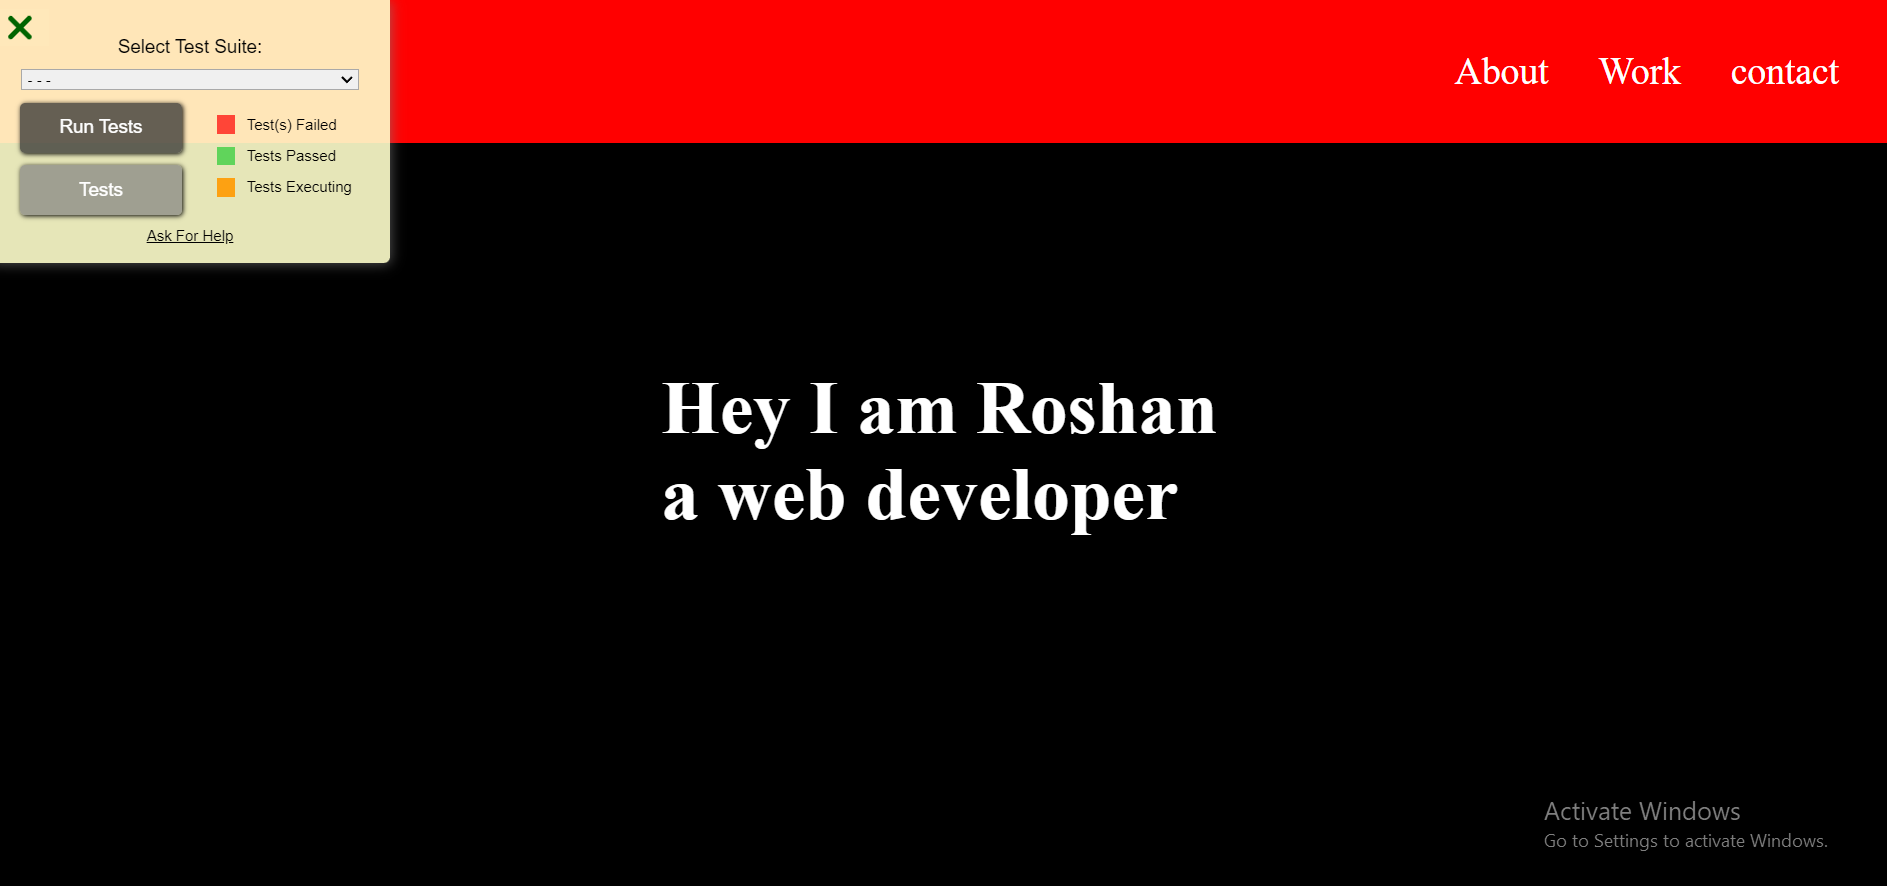 Select Test Suite:
- - -
Run Tests
Tests
Test(s) Failed
Tests Passed
Tests Executing
Ask For Help
About Work contact
Hey I am Roshan
a web developer
Activate Windows
Go to Settings to activate Windows.